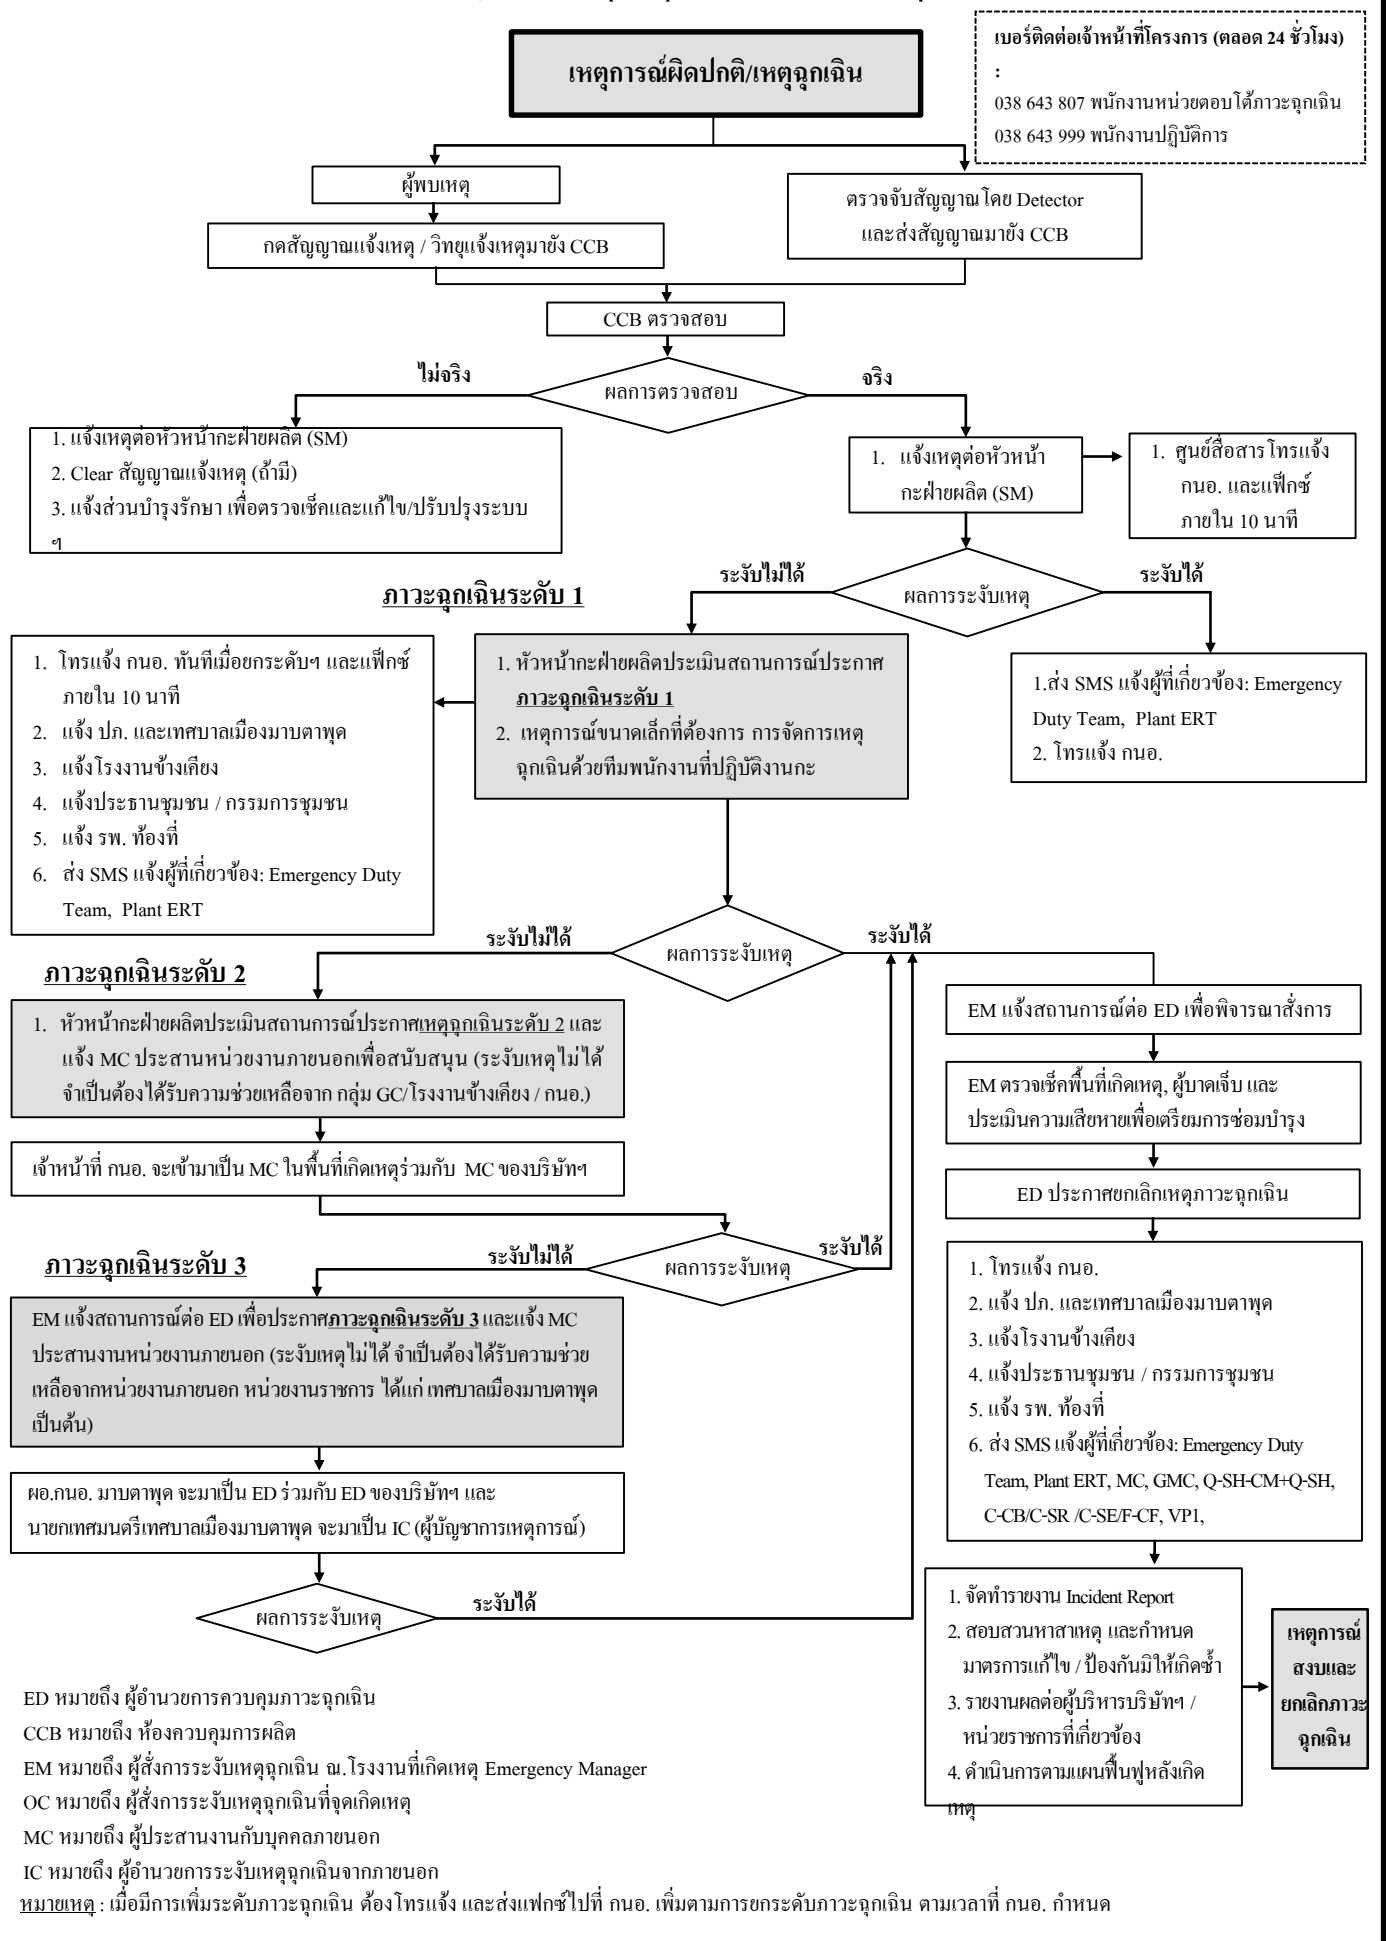 เบอร์ติดต่อเจ้าหน้าที่โครงการ (ตลอด 24 ชั่วโมง)
:
038 643 807 พนักงานหน่วยตอบโต้ภาวะฉุกเฉิน
038 643 999 พนักงานปฏิบัติการ
เหตุการณ์ผิดปกติ/เหตุฉุกเฉิน
ผู้พบเหตุ
กดสัญญาณแจ้งเหตุ / วิทยุแจ้งเหตุมายัง CCB
ตรวจจับสัญญาณโดย Detector
และส่งสัญญาณมายัง CCB
CCB ตรวจสอบ
ผลการตรวจสอบ
ไม่จริง
จริง
1. แจ้งเหตุต่อหัวหน้ากะฝ่ายผลิต (SM)
2. Clear สัญญาณแจ้งเหตุ (ถ้ามี)
3. แจ้งส่วนบำรุงรักษา เพื่อตรวจเช็คและแก้ไข/ปรับปรุงระบบ
ฯ
1. แจ้งเหตุต่อหัวหน้า
กะฝ่ายผลิต (SM)
1. ศูนย์สื่อสารโทรแจ้ง
กนอ. และแฟ็กซ์
ภายใน 10 นาที
ผลการระงับเหตุ
ระงับไม่ได้
ระงับได้
ภาวะฉุกเฉินระดับ 1
1. โทรแจ้ง กนอ. ทันทีเมื่อยกระดับฯ และแฟ็กซ์
ภายใน 10 นาที
2. แจ้ง ปภ. และเทศบาลเมืองมาบตาพุด
3. แจ้งโรงงานข้างเคียง
4. แจ้งประธานชุมชน / กรรมการชุมชน
5. แจ้ง รพ. ท้องที่
6. ส่ง SMS แจ้งผู้ที่เกี่ยวข้อง: Emergency Duty
Team, Plant ERT
1. หัวหน้ากะฝ่ายผลิตประเมินสถานการณ์ประกาศ
ภาวะฉุกเฉินระดับ 1
2. เหตุการณ์ขนาดเล็กที่ต้องการ การจัดการเหตุ
ฉุกเฉินด้วยทีมพนักงานที่ปฏิบัติงานกะ
1.ส่ง SMS แจ้งผู้ที่เกี่ยวข้อง: Emergency
Duty Team, Plant ERT
2. โทรแจ้ง กนอ.
ผลการระงับเหตุ
ระงับไม่ได้
ระงับได้
ภาวะฉุกเฉินระดับ 2
1. หัวหน้ากะฝ่ายผลิตประเมินสถานการณ์ประกาศเหตุฉุกเฉินระดับ 2 และ
แจ้ง MC ประสานหน่วยงานภายนอกเพื่อสนับสนุน (ระงับเหตุไม่ได้
จำเป็นต้องได้รับความช่วยเหลือจาก กลุ่ม GC/โรงงานข้างเคียง / กนอ.)
เจ้าหน้าที่ กนอ. จะเข้ามาเป็น MC ในพื้นที่เกิดเหตุร่วมกับ MC ของบริษัทฯ
ผลการระงับเหตุ
ระงับไม่ได้
ระงับได้
ภาวะฉุกเฉินระดับ 3
EM แจ้งสถานการณ์ต่อ ED เพื่อประกาศภาวะฉุกเฉินระดับ 3 และแจ้ง MC
ประสานงานหน่วยงานภายนอก (ระงับเหตุไม่ได้ จำเป็นต้องได้รับความช่วย
เหลือจากหน่วยงานภายนอก หน่วยงานราชการ ได้แก่ เทศบาลเมืองมาบตาพุด
เป็นต้น)
ผอ.กนอ. มาบตาพุด จะมาเป็น ED ร่วมกับ ED ของบริษัทฯ และ
นายกเทศมนตรีเทศบาลเมืองมาบตาพุด จะมาเป็น IC (ผู้บัญชาการเหตุการณ์)
ผลการระงับเหตุ
ระงับได้
EM แจ้งสถานการณ์ต่อ ED เพื่อพิจารณาสั่งการ
EM ตรวจเช็คพื้นที่เกิดเหตุ, ผู้บาดเจ็บ และ
ประเมินความเสียหายเพื่อเตรียมการซ่อมบำรุง
ED ประกาศยกเลิกเหตุภาวะฉุกเฉิน
1. โทรแจ้ง กนอ.
2. แจ้ง ปภ. และเทศบาลเมืองมาบตาพุด
3. แจ้งโรงานข้างเคียง
4. แจ้งประธานชุมชน / กรรมการชุมชน
5. แจ้ง รพ. ท้องที่
6. ส่ง SMS แจ้งผู้ที่เกี่ยวข้อง: Emergency Duty
Team, Plant ERT, MC, GMC, Q-SH-CM+Q-SH,
C-CB/C-SR /C-SE/F-CF, VP1,
1. จัดทำรายงาน Incident Report
2. สอบสวนหาสาเหตุ และกำหนด
มาตรการแก้ไข / ป้องกันมิให้เกิดซ้ำ
3. รายงานผลต่อผู้บริหารบริษัทฯ /
หน่วยราชการที่เกี่ยวข้อง
4. ดำเนินการตามแผนฟื้นฟูหลังเกิด
เหตุ
เหตุการณ์
สงบและ
ยกเลิกภาวะ
ฉุกเฉิน
ED หมายถึง ผู้อำนวยการควบคุมภาวะฉุกเฉิน
CCB หมายถึง ห้องควบคุมการผลิต
EM หมายถึง ผู้สั่งการระงับเหตุฉุกเฉิน ณ.โรงงานที่เกิดเหตุ Emergency Manager
OC หมายถึง ผู้สั่งการระงับเหตุฉุกเฉินที่จุดเกิดเหตุ
MC หมายถึง ผู้ประสานงานกับบุคคลภายนอก
IC หมายถึง ผู้อำนวยการระงับเหตุฉุกเฉินจากภายนอก
หมายเหตุ : เมื่อมีการเพิ่มระดับภาวะฉุกเฉิน ต้องโทรแจ้ง และส่งแฟกซ์ไปที่ กนอ. เพิ่มตามการยกระดับภาวะฉุกเฉิน ตามเวลาที่ กนอ. กำหนด